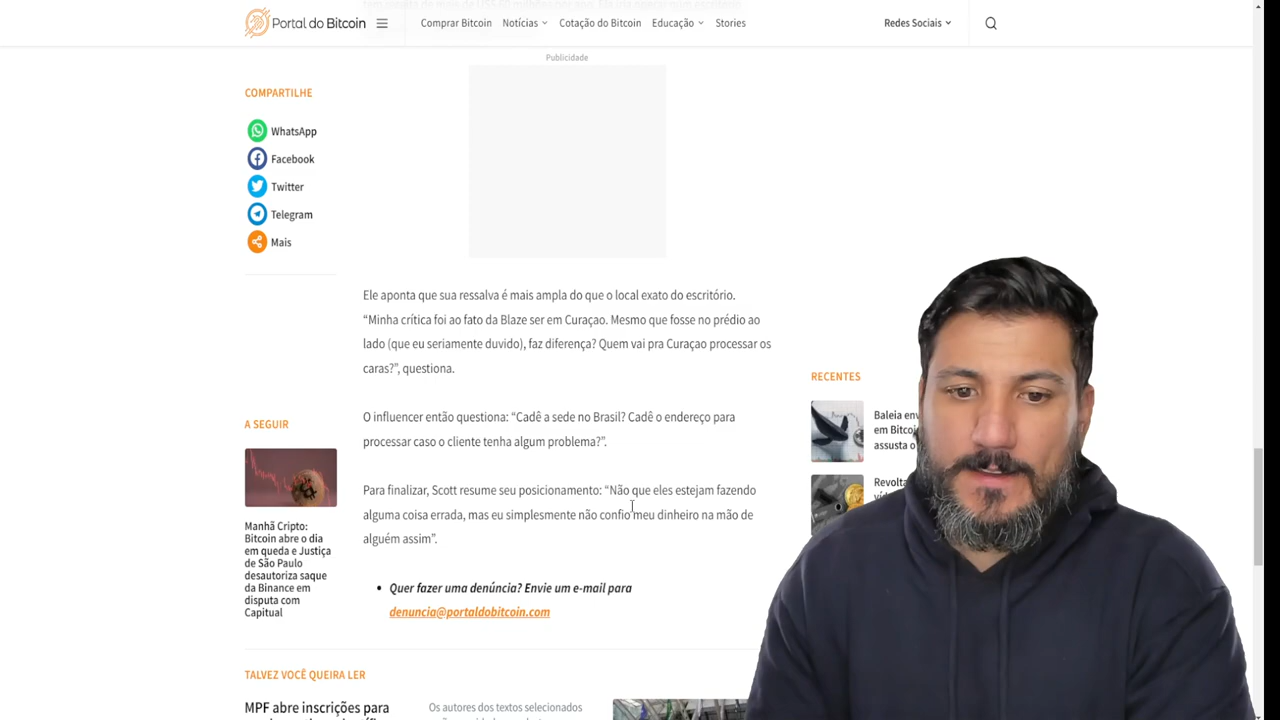 Portal do Bitcoin
Comprar Bitcoin
Notícias
Cotação do Bitcoin
Educação
Stories
Redes Sociais
Publicidade
COMPARTILHE
WhatsApp
Facebook
Twitter
Telegram
Mais
Ele aponta que sua ressalva é mais ampla do que o local exato do escritório.
“Minha crítica foi ao fato da Blaze ser em Curaçao. Mesmo que fosse no prédio ao
lado (que eu seriamente duvido), faz diferença? Quem vai pra Curaçao processar os
caras?”, questiona.
O influencer então questiona: “Cadê a sede no Brasil? Cadê o endereço para
processar caso o cliente tenha algum problema?”.
Para finalizar, Scott resume seu posicionamento: “Não que eles estejam fazendo
alguma coisa errada, mas eu simplesmente não confio meu dinheiro na mão de
alguém assim”.
Quer fazer uma denúncia? Envie um e-mail para
denuncia@portaldobitcoin.com
A SEGUIR
Manhã Cripto:
Bitcoin abre o dia
em queda e Justiça
de São Paulo
desautoriza saque
da Binance em
disputa com
Capitual
RECENTES
Baleia
em Bitco
assusta o
Revolta
TALVEZ VOCÊ QUEIRA LER
MPF abre inscrições para
Os autores dos textos selecionados